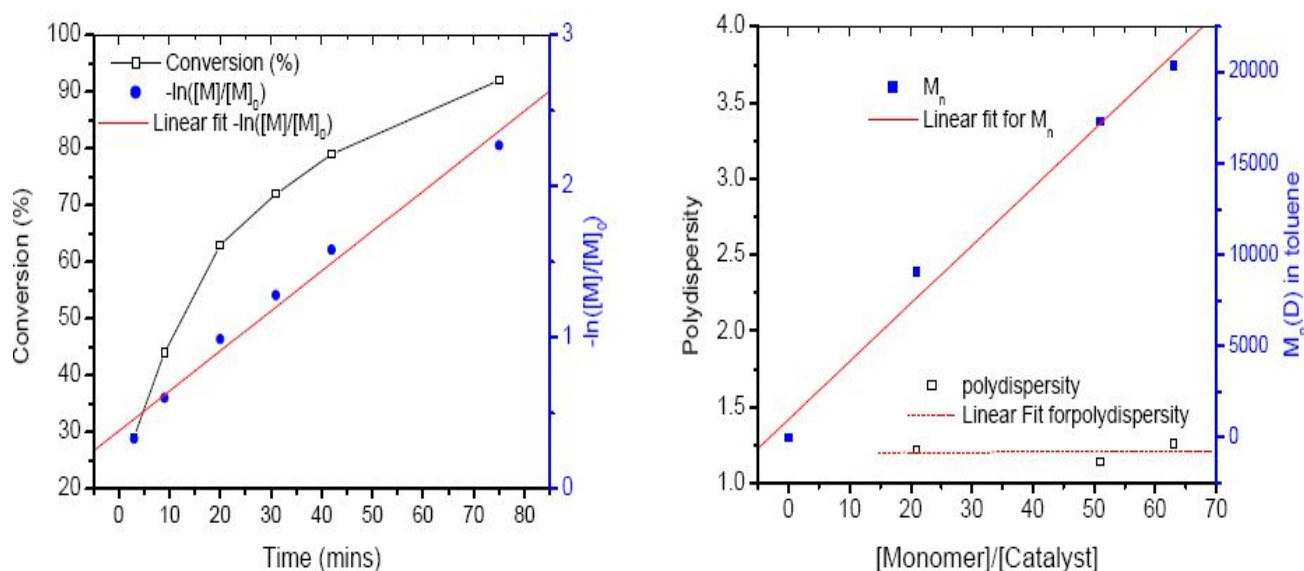 100
90
80
70
60
50
40
30
20
Conversion (%)
Conversion (%)
-ln([M]/[M]0)
Linear fit -ln([M]/[M]0)
3
2
1
0
-ln([M]/[M]0)
0 10 20 30 40 50 60 70 80
Time (mins)
4.0
3.5
3.0
2.5
2.0
1.5
1.0
Polydispersity
Mn
Linear fit for Mn
polydispersity
Linear Fit forpolydispersity
20000
15000
10000
5000
0
Mn(D) in toluene
0 10 20 30 40 50 60 70
[Monomer]/[Catalyst]